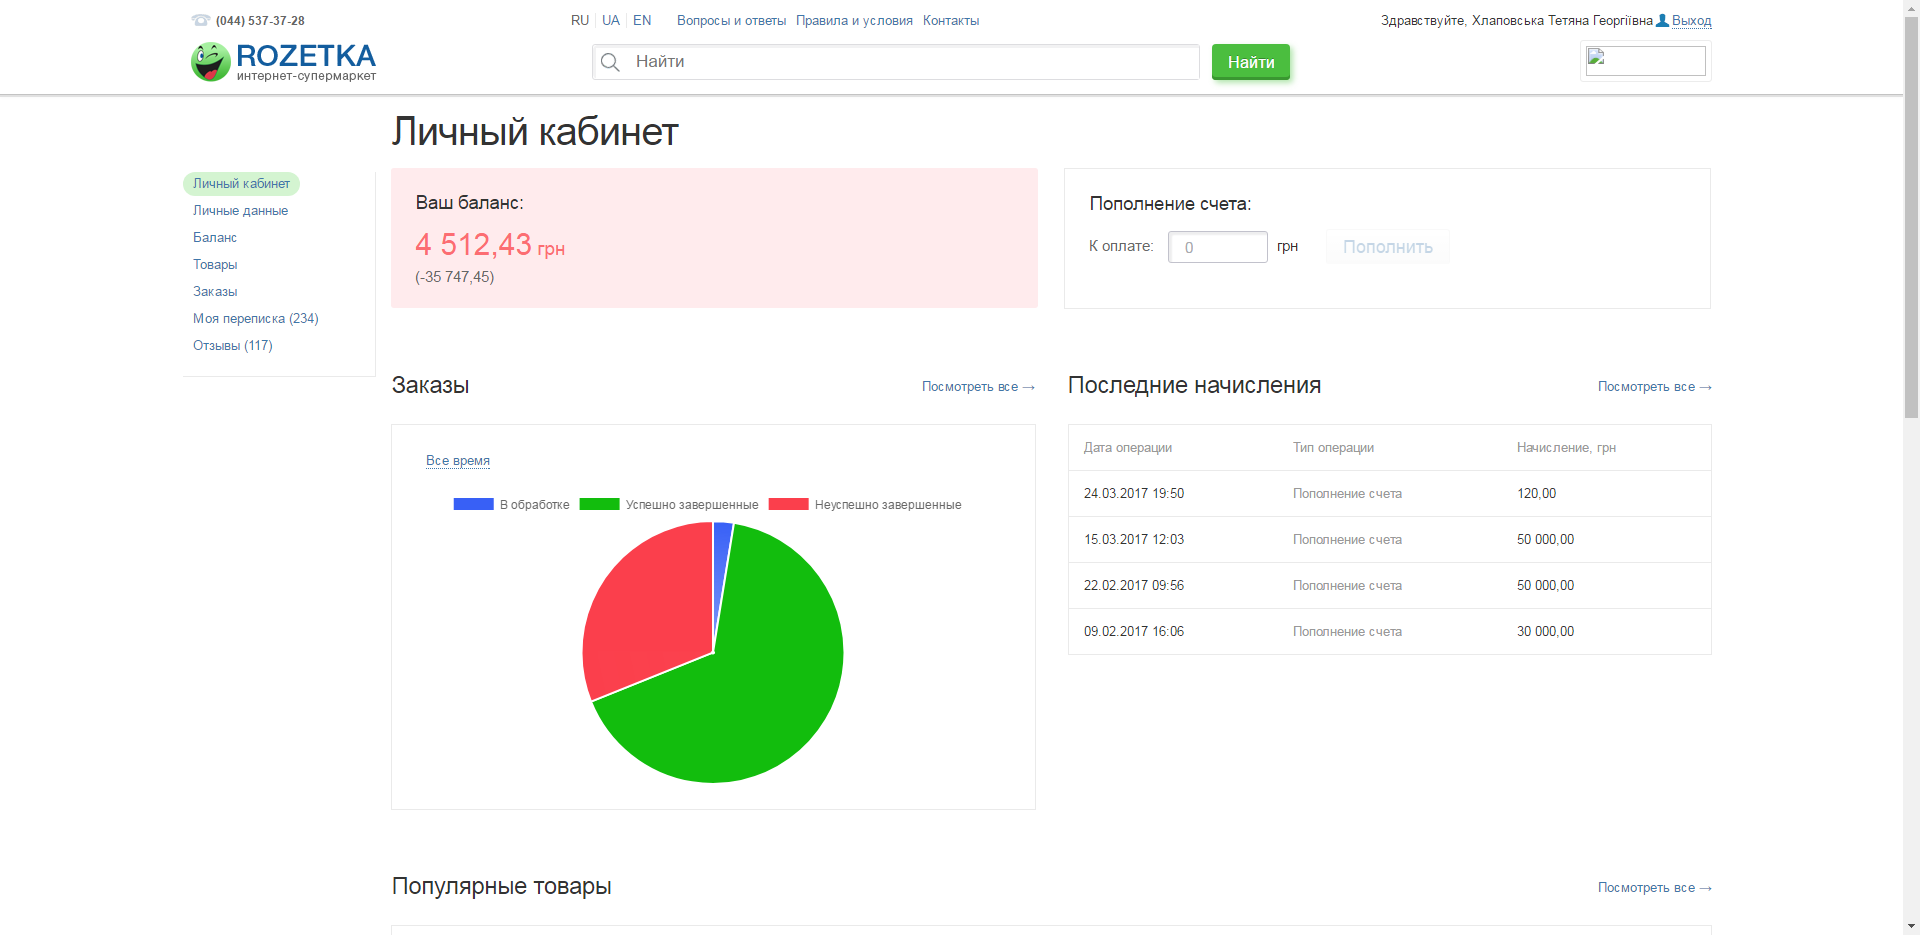 (044) 537-37-28
RU UA EN Вопросы и ответы Правила и условия Контакты
Здравствуйте, Хлаповська Тетяна Георгіївна Выход
ROZETKA
интернет-супермаркет
Найти
Найти
Личный кабинет
Личный кабинет
Личные данные
Баланс
Товары
Заказы
Моя переписка (234)
Отзывы (117)
Ваш баланс:
4 512,43 грн
(-35 747,45)
Пополнение счета:
К оплате: 0 грн Пополнить
Заказы
Посмотреть все →
Все время
В обработке Успешно завершенные Неуспешно завершенные
Последние начисления
Посмотреть все →
Дата операции Тип операции Начисление, грн
24.03.2017 19:50 Пополнение счета 120,00
15.03.2017 12:03 Пополнение счета 50 000,00
22.02.2017 09:56 Пополнение счета 50 000,00
09.02.2017 16:06 Пополнение счета 30 000,00
Популярные товары
Посмотреть все →